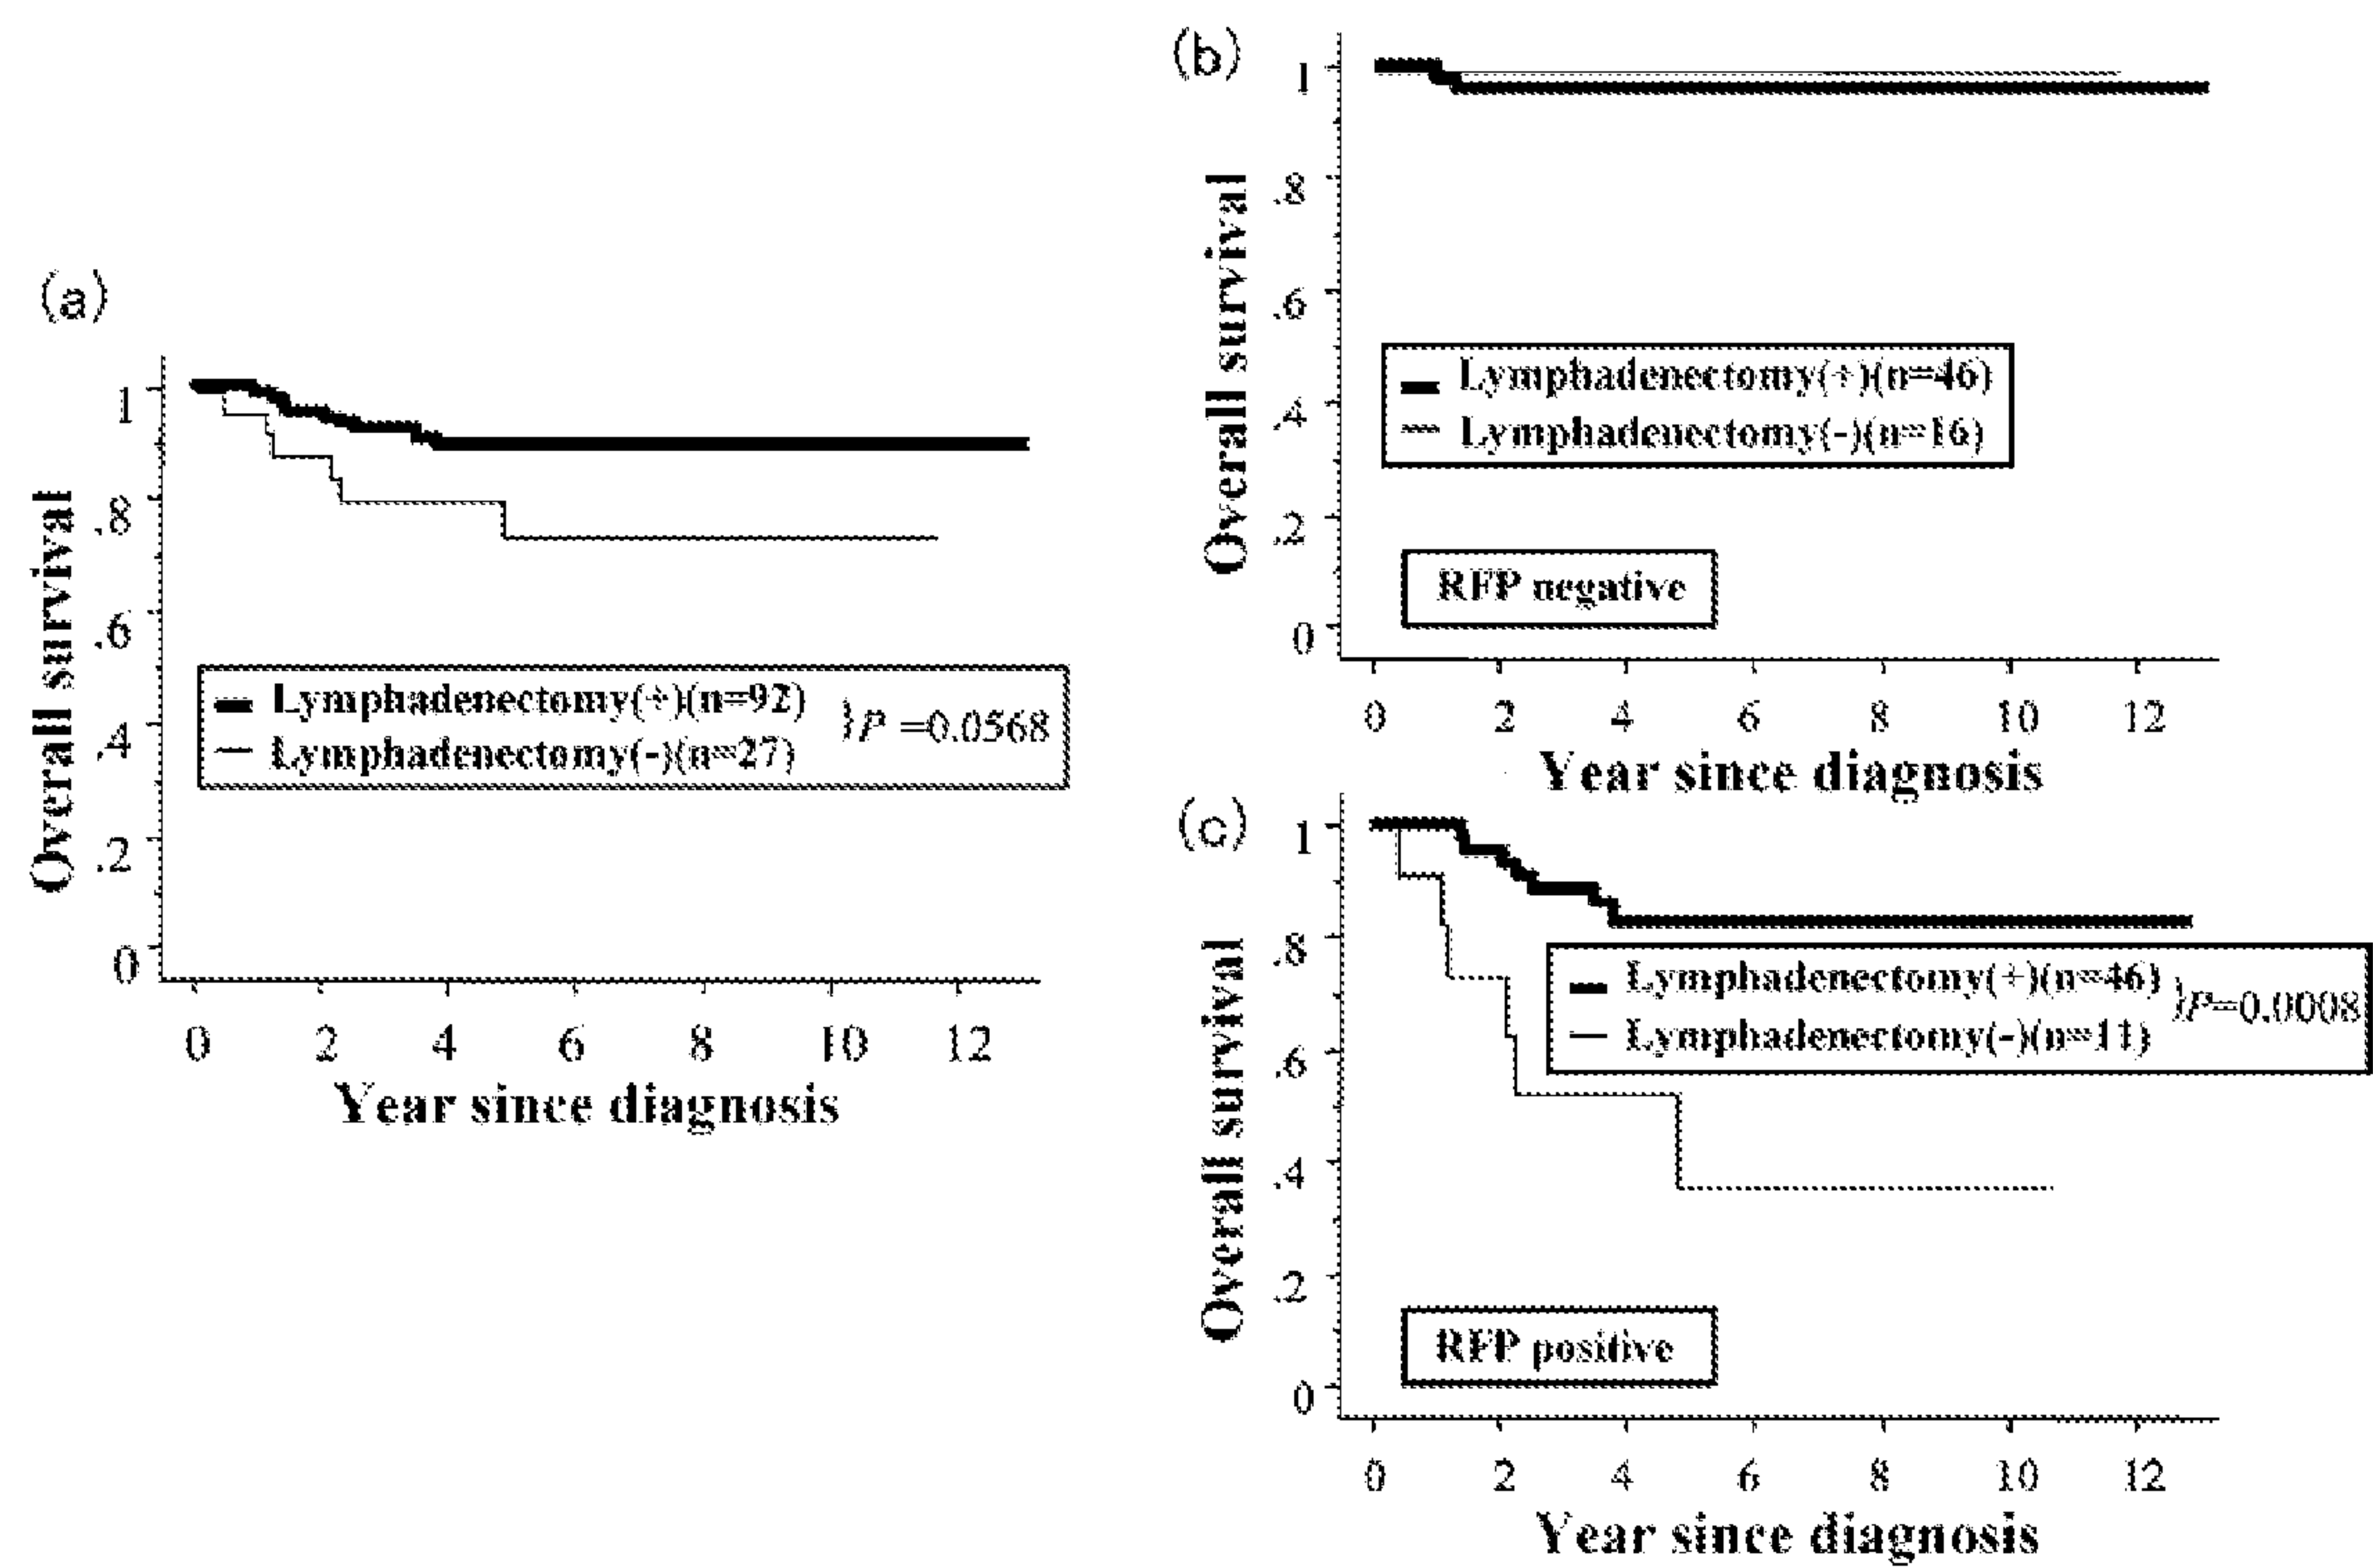 (a)
Overall survival
1
.8
.6
.4
.2
0
Lymphadenectomy(+)(n=92)
Lymphadenectomy(-)(n=27)
}P =0.0568
0 2 4 6 8 10 12
Year since diagnosis
(b)
Overall survival
1
.8
.6
.4
.2
0
Lymphadenectomy(+)(n=46)
Lymphadenectomy(-)(n=16)
RFP negative
0 2 4 6 8 10 12
Year since diagnosis
(c)
Overall survival
1
.8
.6
.4
.2
0
Lymphadenectomy(+)(n=46)
Lymphadenectomy(-)(n=11)
}P=0.0008
RFP positive
0 2 4 6 8 10 12
Year since diagnosis